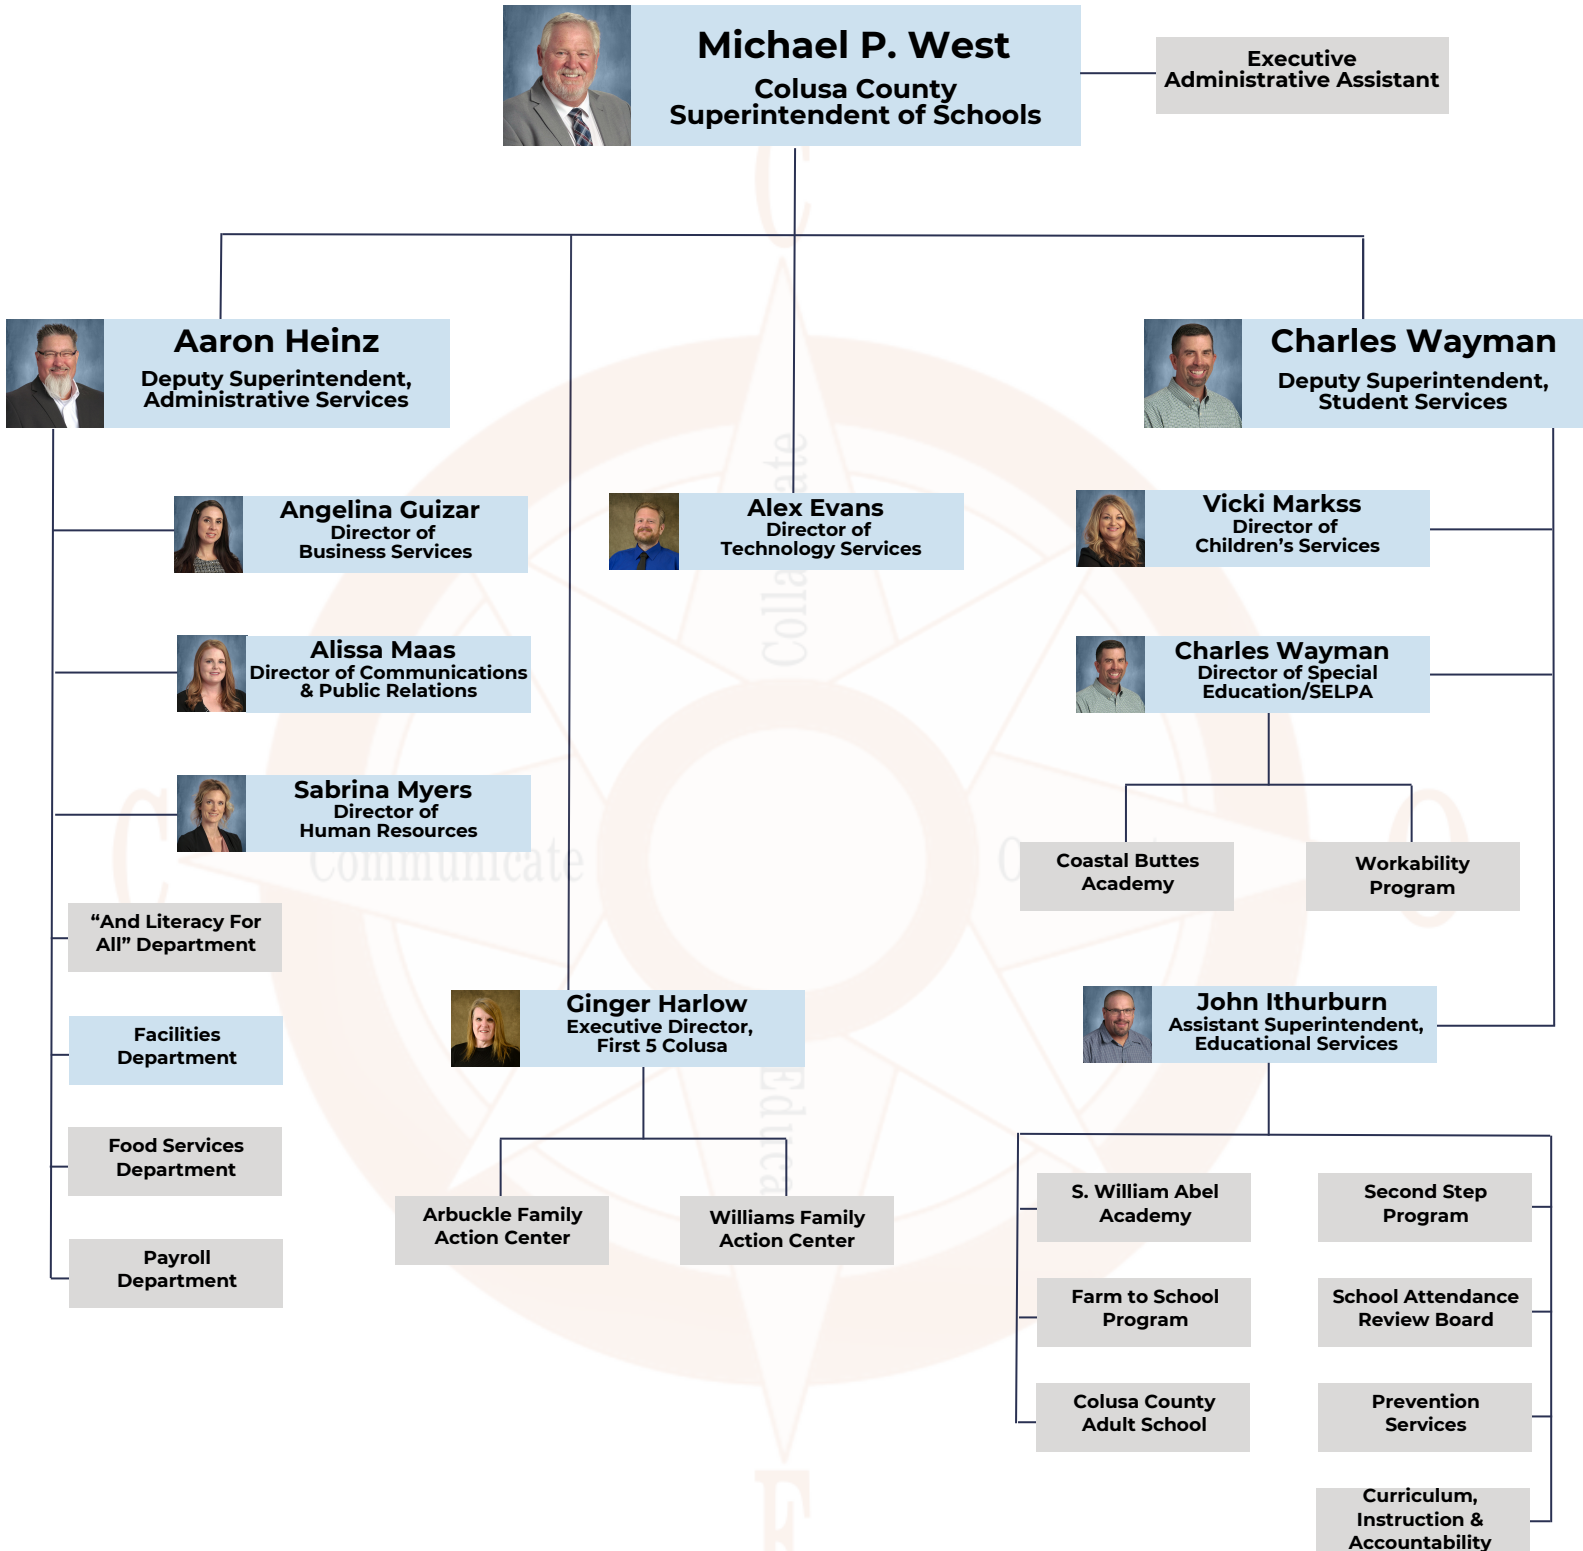 Michael P. West
Colusa County
Superintendent of Schools
Executive
Administrative Assistant
C
Aaron Heinz
Deputy Superintendent,
Administrative Services
Charles Wayman
Deputy Superintendent,
Student Services
Angelina Guizar
Director of
Business Services
Alex Evans
Director of
Technology Services
Vicki Markss
Director of
Children’s Services
Alissa Maas
Director of Communications
& Public Relations
Charles Wayman
Director of Special
Education/SELPA
Sabrina Myers
Director of
Human Resources
C
Communicate
O
Coastal Buttes
Academy
Workability
Program
“And Literacy For
All” Department
Facilities
Department
Ginger Harlow
Executive Director,
First 5 Colusa
John Ithurburn
Assistant Superintendent,
Educational Services
Food Services
Department
Payroll
Department
Arbuckle Family
Action Center
Williams Family
Action Center
S. William Abel
Academy
Second Step
Program
Farm to School
Program
School Attendance
Review Board
Colusa County
Adult School
Prevention
Services
Curriculum,
Instruction &
Accountability
E